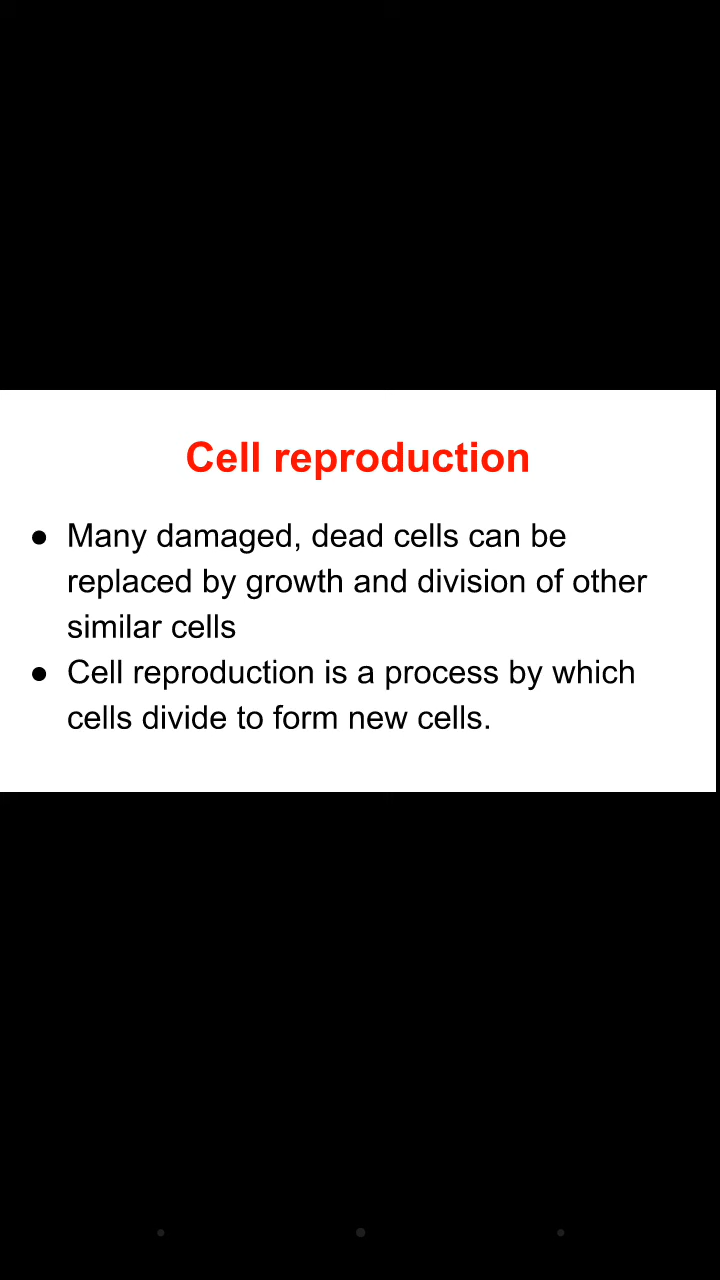 Cell reproduction
● Many damaged, dead cells can be
replaced by growth and division of other
similar cells
● Cell reproduction is a process by which
cells divide to form new cells.